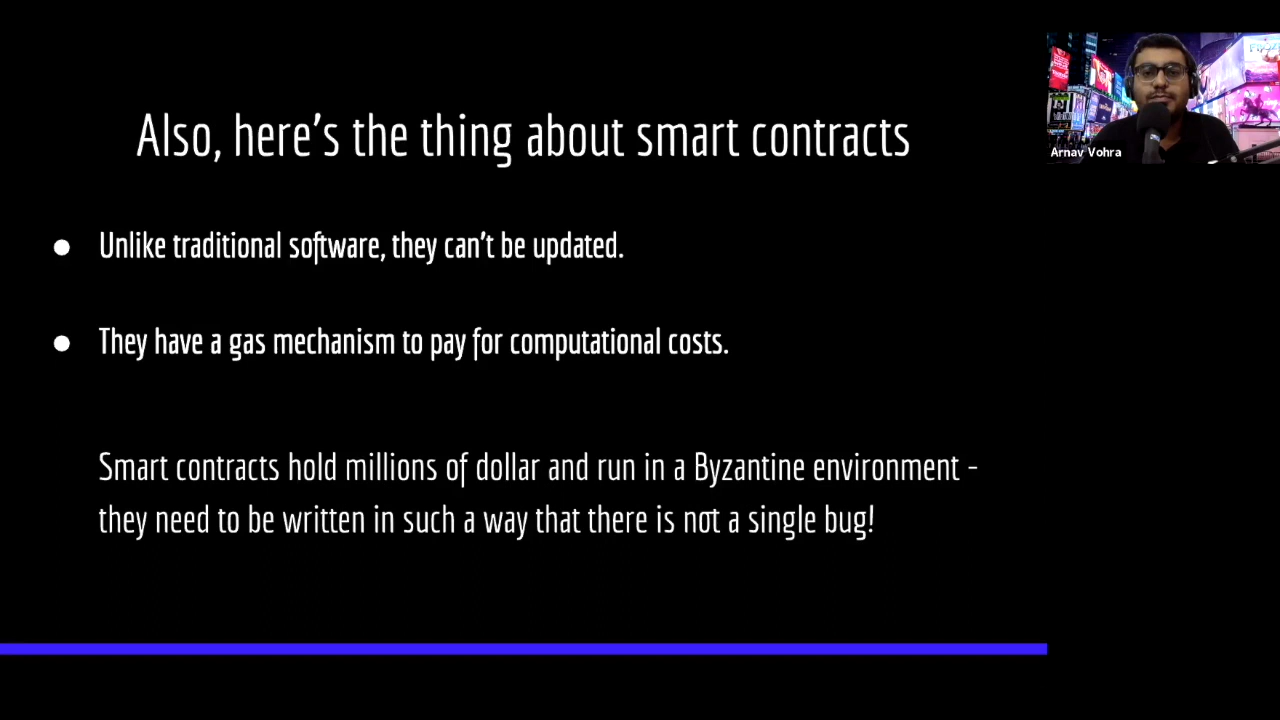 Also, here's the thing about smart contracts
Arnav Vohra
● Unlike traditional software, they can't be updated.
● They have a gas mechanism to pay for computational costs.
Smart contracts hold millions of dollar and run in a Byzantine environment -
they need to be written in such a way that there is not a single bug!